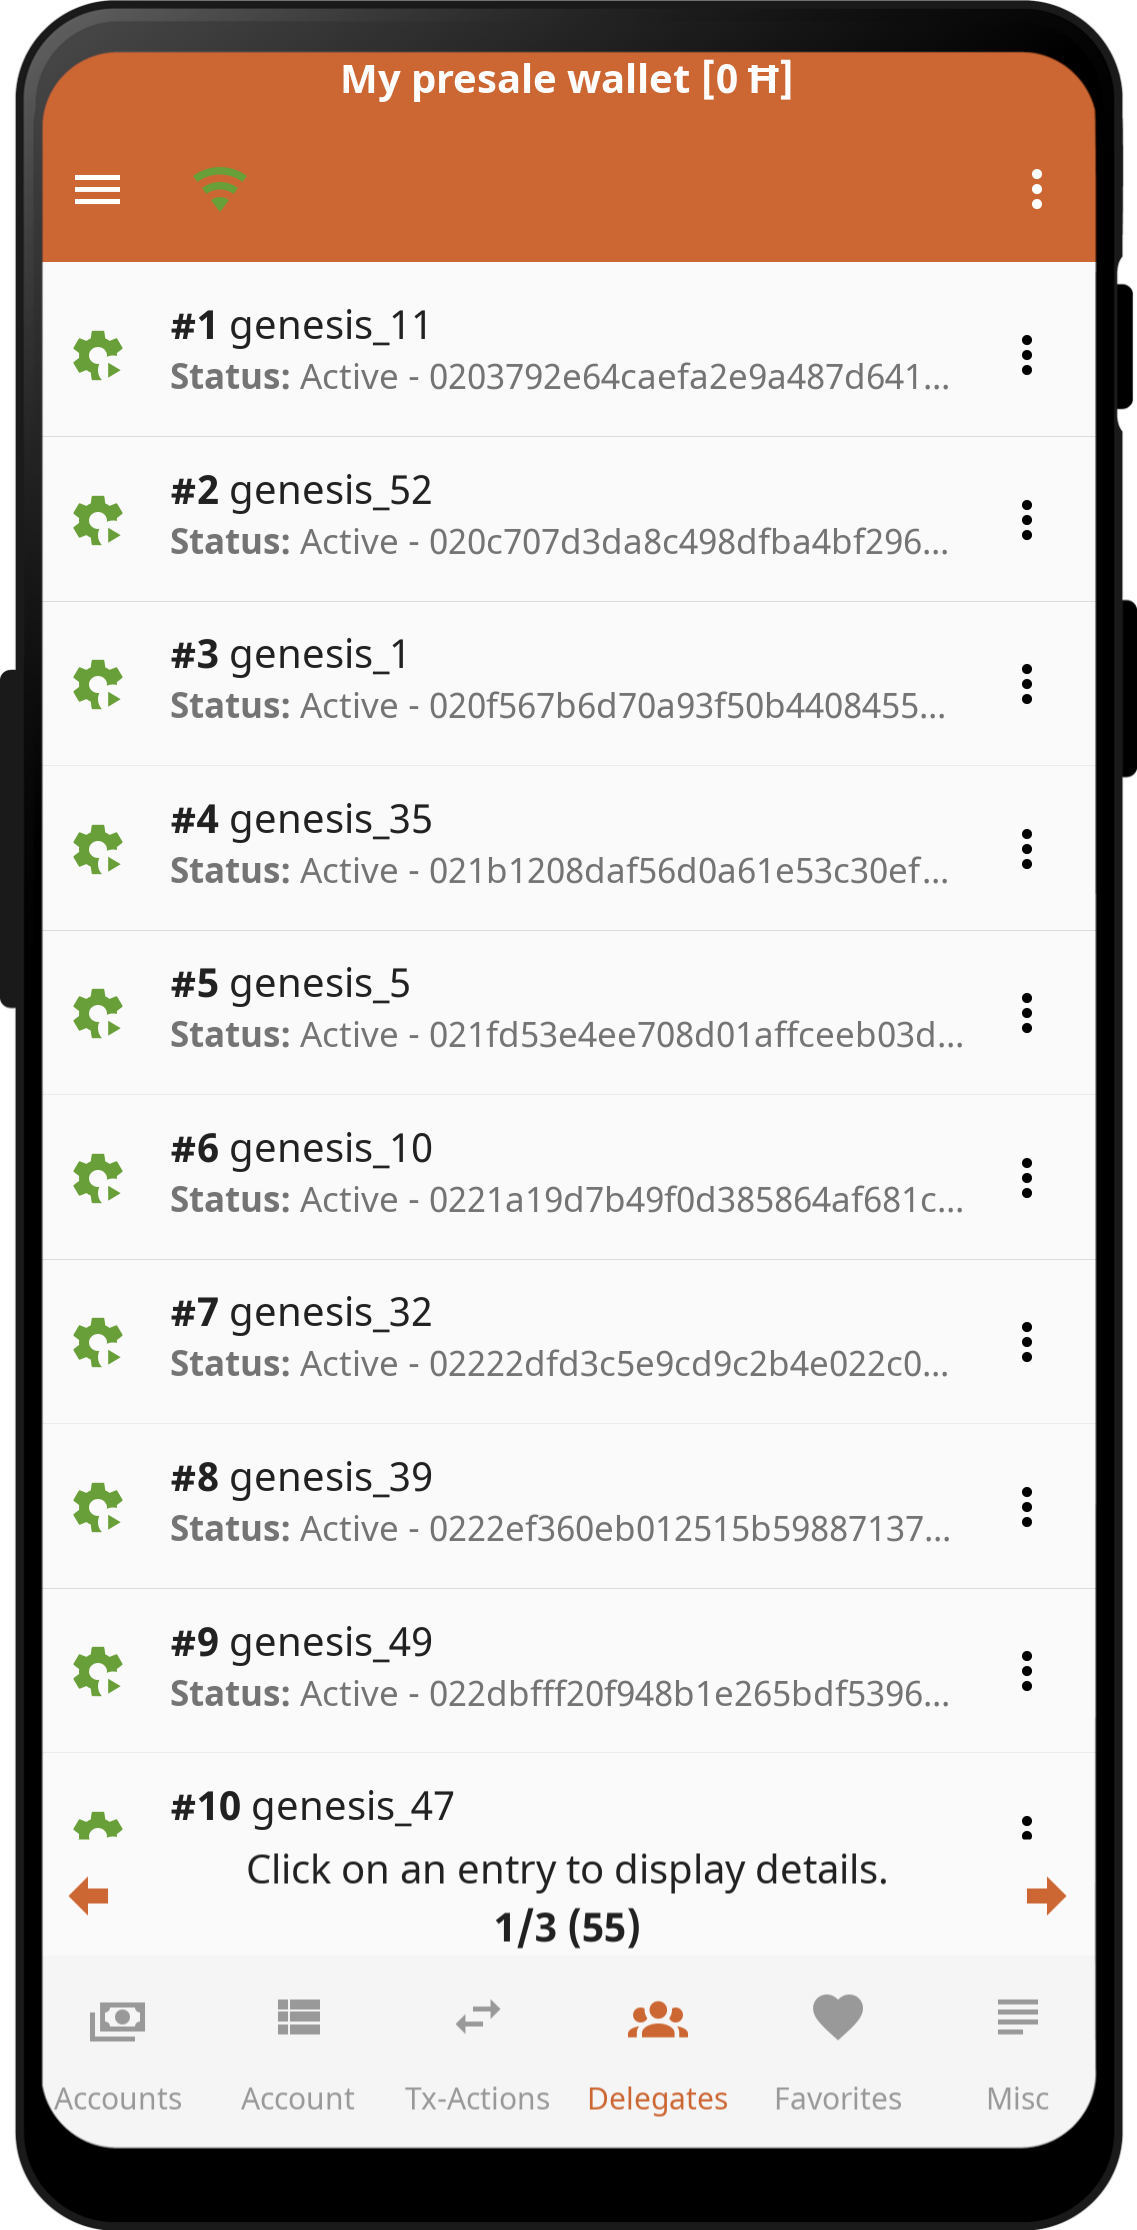 My presale wallet [0 Ħ]
#1 genesis_11
Status: Active - 0203792e64caefa2e9a487d641...
#2 genesis_52
Status: Active - 020c707d3da8c498dfba4bf296...
#3 genesis_1
Status: Active - 020f567b6d70a93f50b4408455...
#4 genesis_35
Status: Active - 021b1208daf56d0a61e53c30ef...
#5 genesis_5
Status: Active - 021fd53e4ee708d01affceeb03d...
#6 genesis_10
Status: Active - 0221a19d7b49f0d385864af681c...
#7 genesis_32
Status: Active - 02222dfd3c5e9cd9c2b4e022c0...
#8 genesis_39
Status: Active - 0222ef360eb012515b59887137...
#9 genesis_49
Status: Active - 022dbfff20f948b1e265bdf5396...
#10 genesis_47
Click on an entry to display details.
1/3 (55)
Accounts Account Tx-Actions Delegates Favorites Misc